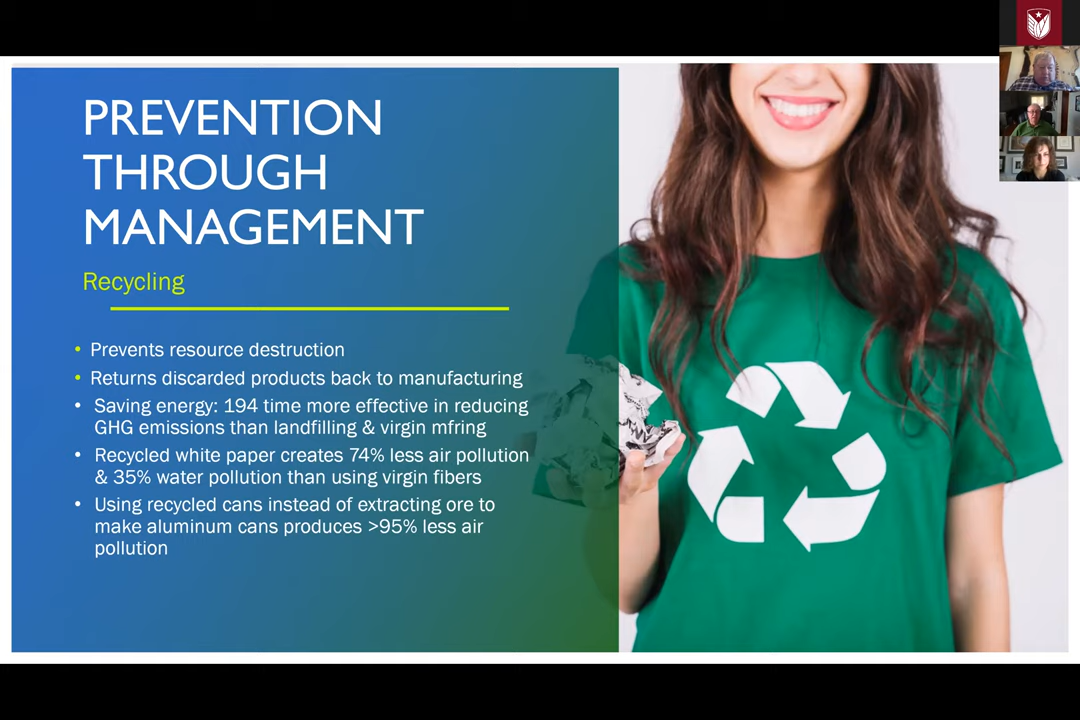 PREVENTION
THROUGH
MANAGEMENT
Recycling
• Prevents resource destruction
• Returns discarded products back to manufacturing
• Saving energy: 194 time more effective in reducing
GHG emissions than landfilling & virgin mfring
• Recycled white paper creates 74% less air pollution
& 35% water pollution than using virgin fibers
• Using recycled cans instead of extracting ore to
make aluminum cans produces >95% less air
pollution